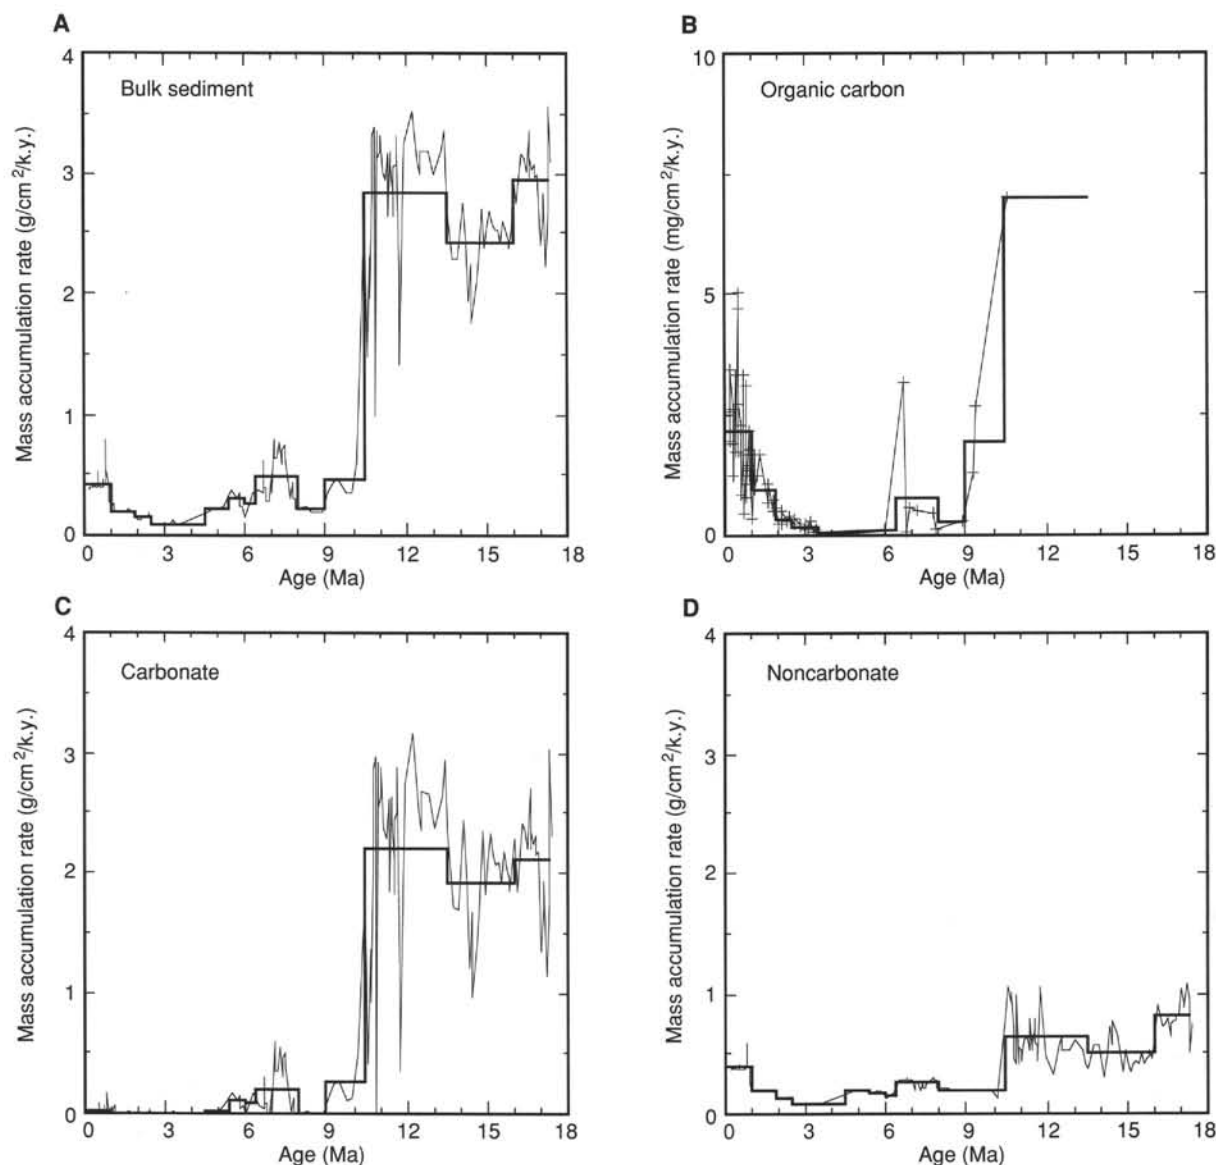 A
Bulk sediment
Mass accumulation rate (g/cm²/k.y.)
4
3
2
1
0
0 3 6 9 12 15 18
Age (Ma)
B
Organic carbon
Mass accumulation rate (mg/cm²/k.y.)
10
5
0
0 3 6 9 12 15 18
Age (Ma)
C
Carbonate
Mass accumulation rate (g/cm²/k.y.)
4
3
2
1
0
0 3 6 9 12 15 18
Age (Ma)
D
Noncarbonate
Mass accumulation rate (g/cm²/k.y.)
4
3
2
1
0
0 3 6 9 12 15 18
Age (Ma)